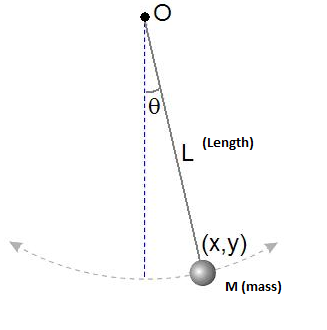 O
θ
L (Length)
(x,y)
M (mass)